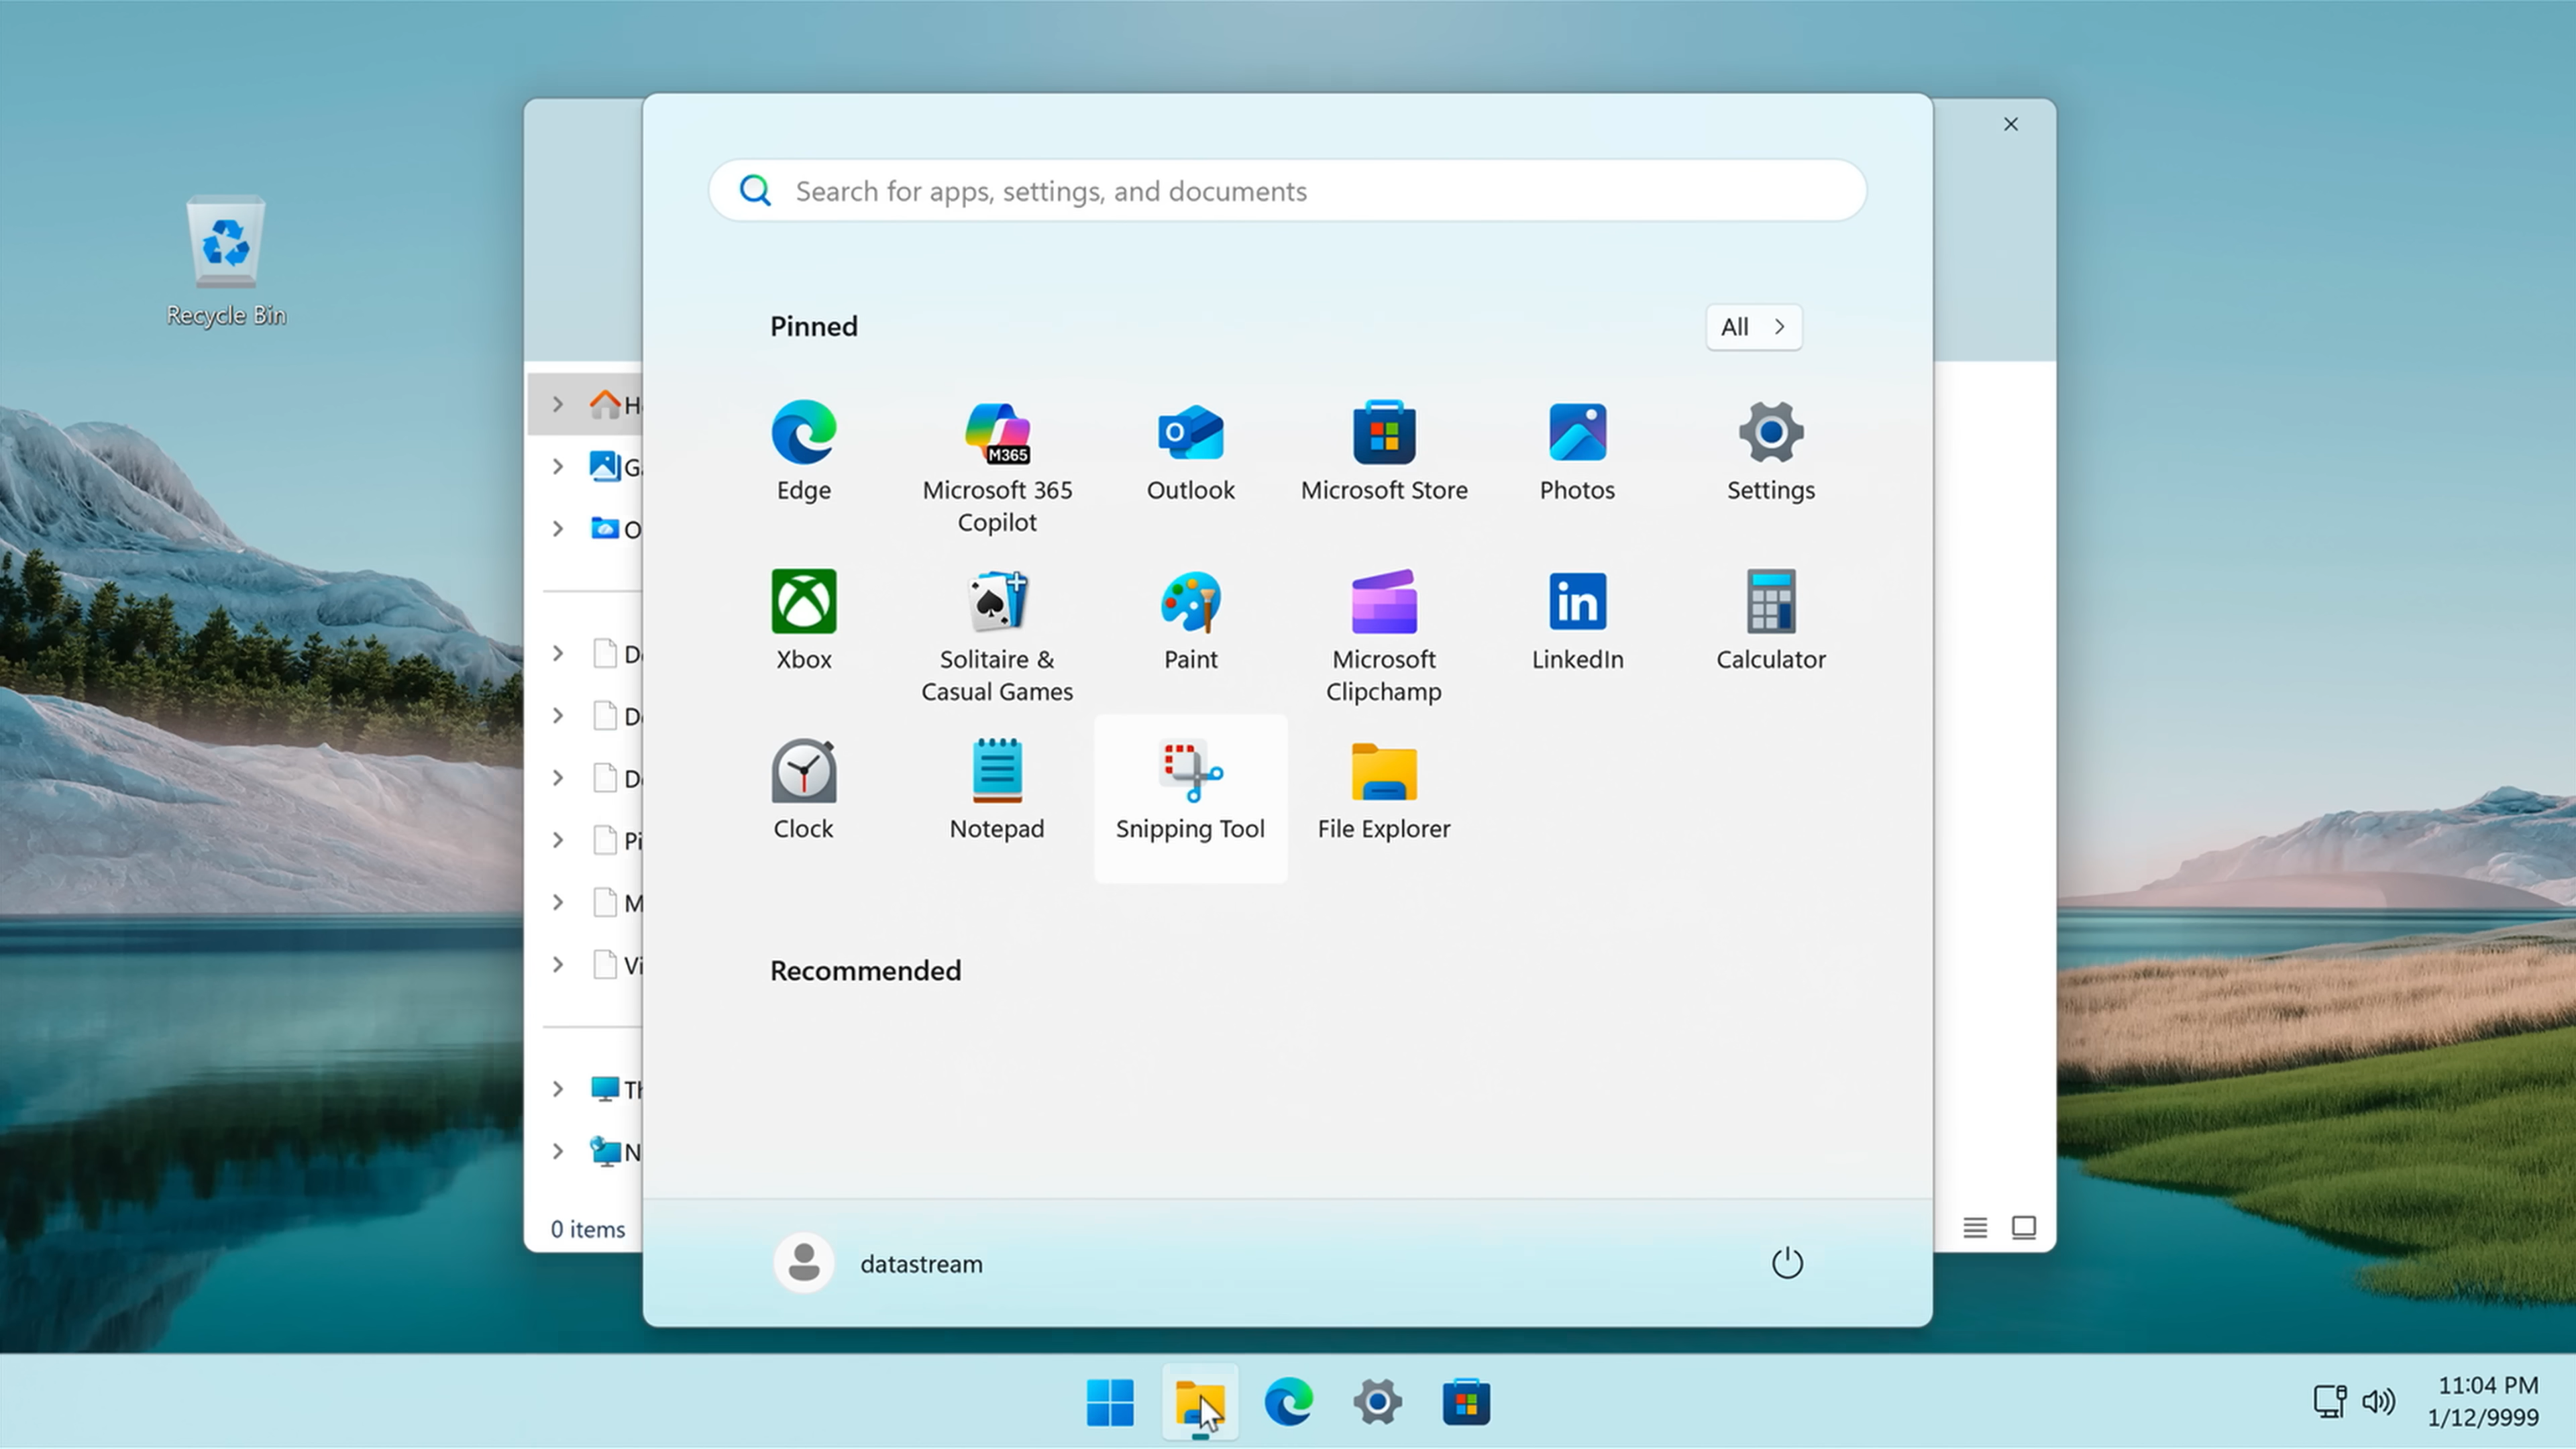 Recycle Bin
Search for apps, settings, and documents
Pinned
All
Edge
Microsoft 365
Copilot
M365
Outlook
Microsoft Store
Photos
Settings
Xbox
Solitaire &
Casual Games
Paint
Microsoft
Clipchamp
LinkedIn
in
Calculator
Clock
Notepad
Snipping Tool
File Explorer
Recommended
0 items
datastream
11:04 PM
1/12/9999